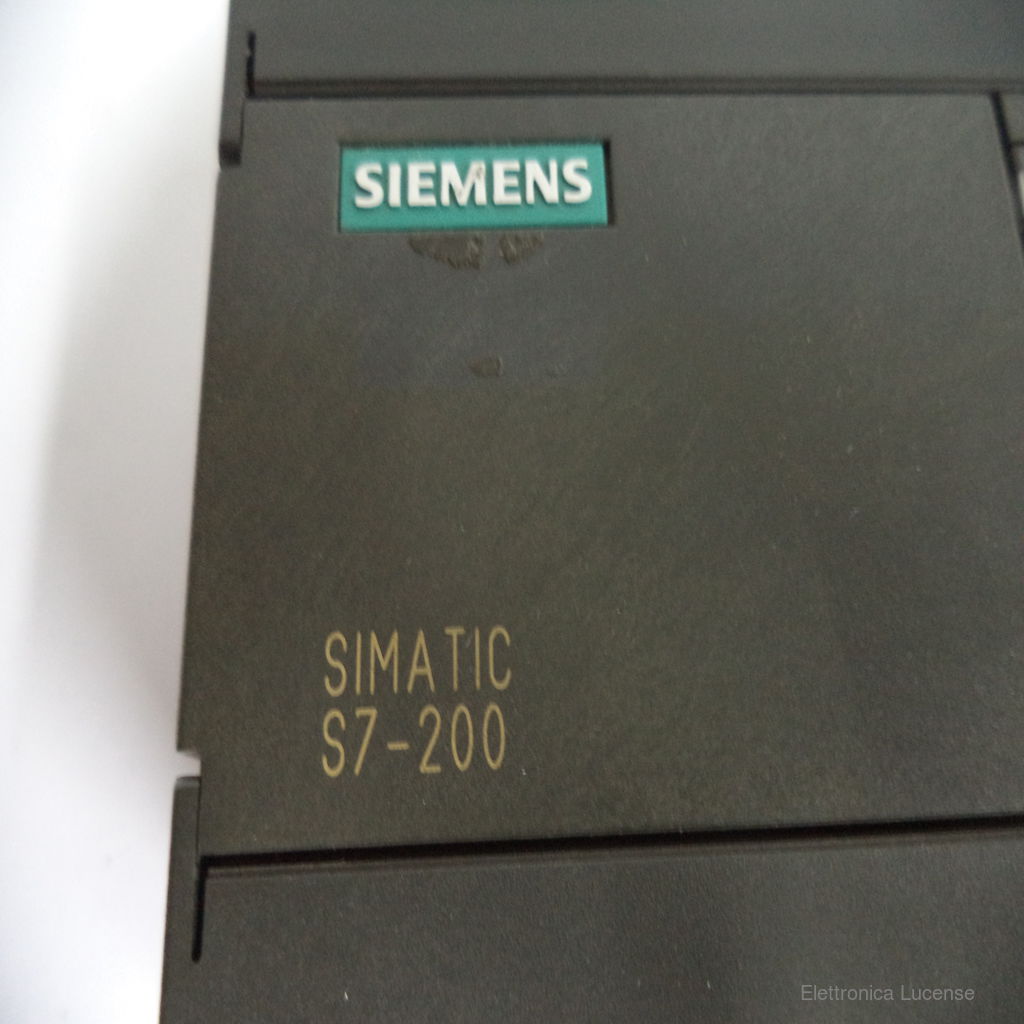 SIEMENS
SIMATIC
S7-200
Elettronica Lucense